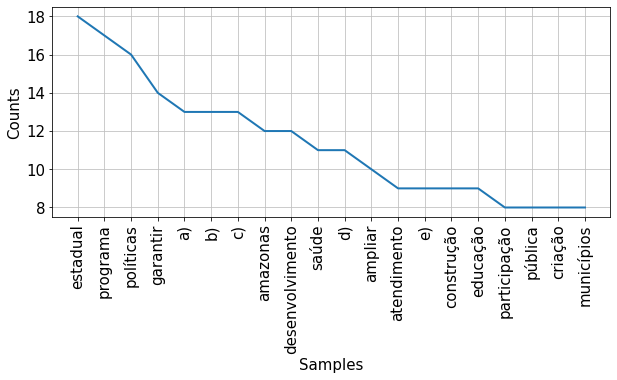 18
16
14
12
10
8
Counts
estadual
programa
políticas
garantir
a)
b)
c)
amazonas
desenvolvimento
saúde
d)
ampliar
atendimento
e)
construção
educação
participação
pública
criação
municípios
Samples